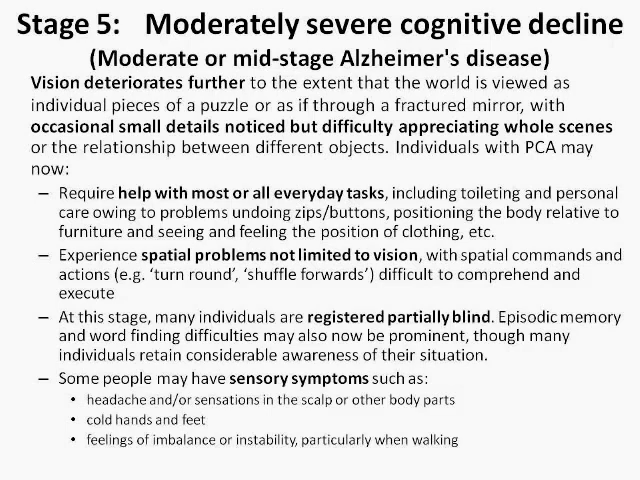 Stage 5: Moderately severe cognitive decline
(Moderate or mid-stage Alzheimer's disease)
Vision deteriorates further to the extent that the world is viewed as
individual pieces of a puzzle or as if through a fractured mirror, with
occasional small details noticed but difficulty appreciating whole scenes
or the relationship between different objects. Individuals with PCA may
now:
– Require help with most or all everyday tasks, including toileting and personal
care owing to problems undoing zips/buttons, positioning the body relative to
furniture and seeing and feeling the position of clothing, etc.
– Experience spatial problems not limited to vision, with spatial commands and
actions (e.g. ‘turn round’, ‘shuffle forwards’) difficult to comprehend and
execute
– At this stage, many individuals are registered partially blind. Episodic memory
and word finding difficulties may also now be prominent, though many
individuals retain considerable awareness of their situation.
– Some people may have sensory symptoms such as:
• headache and/or sensations in the scalp or other body parts
• cold hands and feet
• feelings of imbalance or instability, particularly when walking